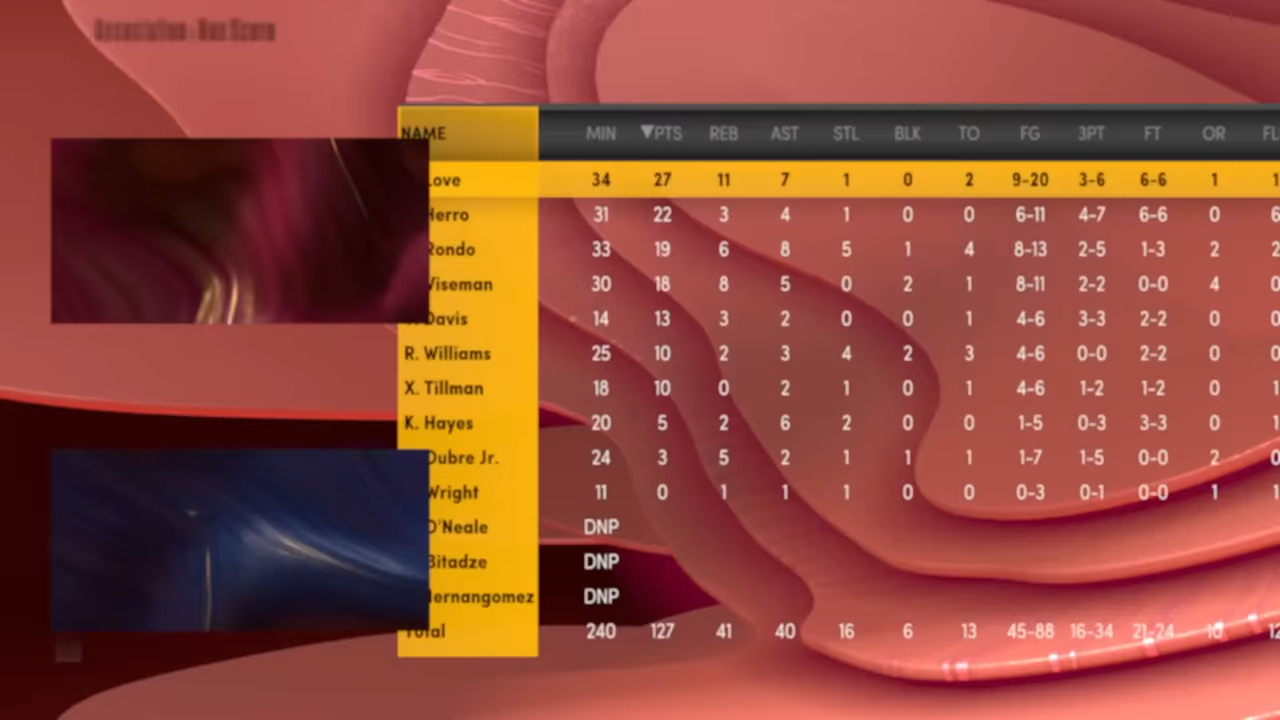 NAME MIN ▼PTS REB AST STL BLK TO FG 3PT FT OR
Love 34 27 11 7 1 0 2 9-20 3-6 6-6 1 1
Herro 31 22 3 4 1 0 0 6-11 4-7 6-6 0 6
Rondo 33 19 6 8 5 1 4 8-13 2-5 1-3 2 2
Wiseman 30 18 8 5 0 2 1 8-11 2-2 0-0 4 0
Davis 14 13 3 2 0 0 1 4-6 3-3 2-2 0 0
R. Williams 25 10 2 3 4 2 3 4-6 0-0 2-2 0 0
X. Tillman 18 10 0 2 1 0 1 4-6 1-2 1-2 0 1
K. Hayes 20 5 2 6 2 0 0 1-5 0-3 3-3 0 1
Oubre Jr. 24 3 5 2 1 1 1 1-7 1-5 0-0 2 0
Wright 11 0 1 1 1 0 0 0-3 0-1 0-0 1 1
O'Neale DNP
Bitadze DNP
Hernangomez DNP
Total 240 127 41 40 16 6 13 45-88 16-34 21-24 10 12